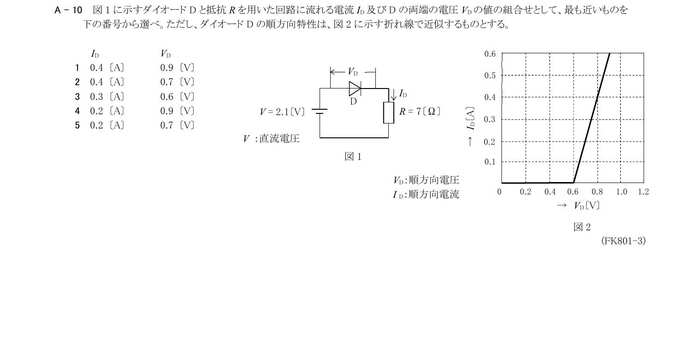 A－10 図1に示すダイオードDと抵抗Rを用いた回路に流れる電流ID及びDの両端の電圧VDの値の組合せとして、最も近いものを
下の番号から選べ。ただし、ダイオードDの順方向特性は、図2に示す折れ線で近似するものとする。
ID VD
1 0.4〔A〕 0.9〔V〕
2 0.4〔A〕 0.7〔V〕
3 0.3〔A〕 0.6〔V〕
4 0.2〔A〕 0.9〔V〕
5 0.2〔A〕 0.7〔V〕
VD
D
ID
V＝2.1〔V〕
R＝7〔Ω〕
V：直流電圧
図1
VD：順方向電圧
ID：順方向電流
0.6
0.5
0.4
0.3
0.2
0.1
→ ID〔A〕
0 0.2 0.4 0.6 0.8 1.0 1.2
→ VD〔V〕
図2
(FK801-3)